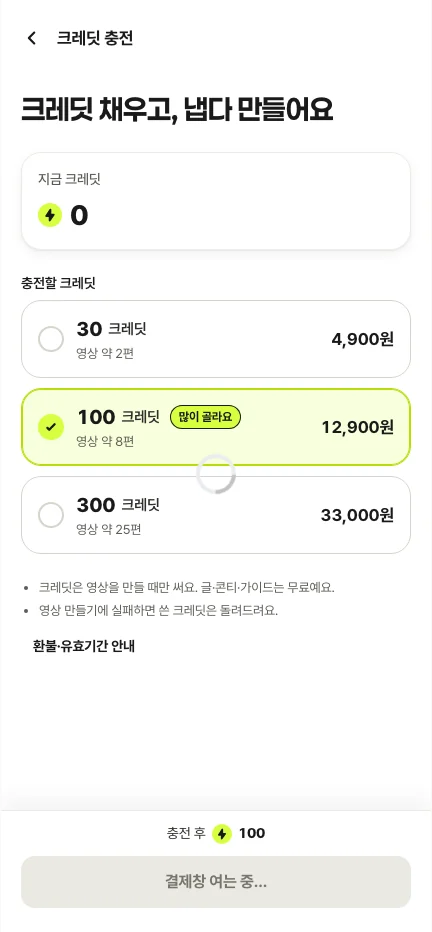 크레딧 충전
크레딧 채우고, 냅다 만들어요
지금 크레딧
0
충전할 크레딧
30 크레딧
영상 약 2편
4,900원
100 크레딧 많이 골라요
영상 약 8편
12,900원
300 크레딧
영상 약 25편
33,000원
• 크레딧은 영상을 만들 때만 써요. 글·콘티·가이드는 무료예요.
• 영상 만들기에 실패하면 쓴 크레딧은 돌려드려요.
환불·유효기간 안내
충전 후 100
결제창 여는 중...